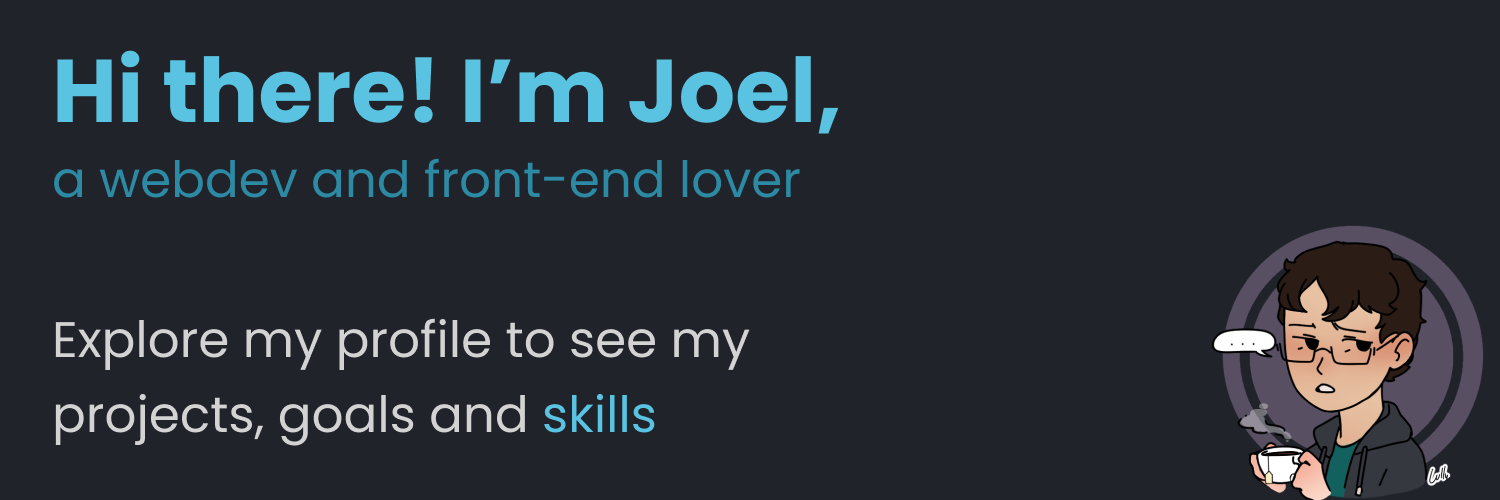 Hi there! I’m Joel,
a webdev and front-end lover
Explore my profile to see my
projects, goals and skills
. . .